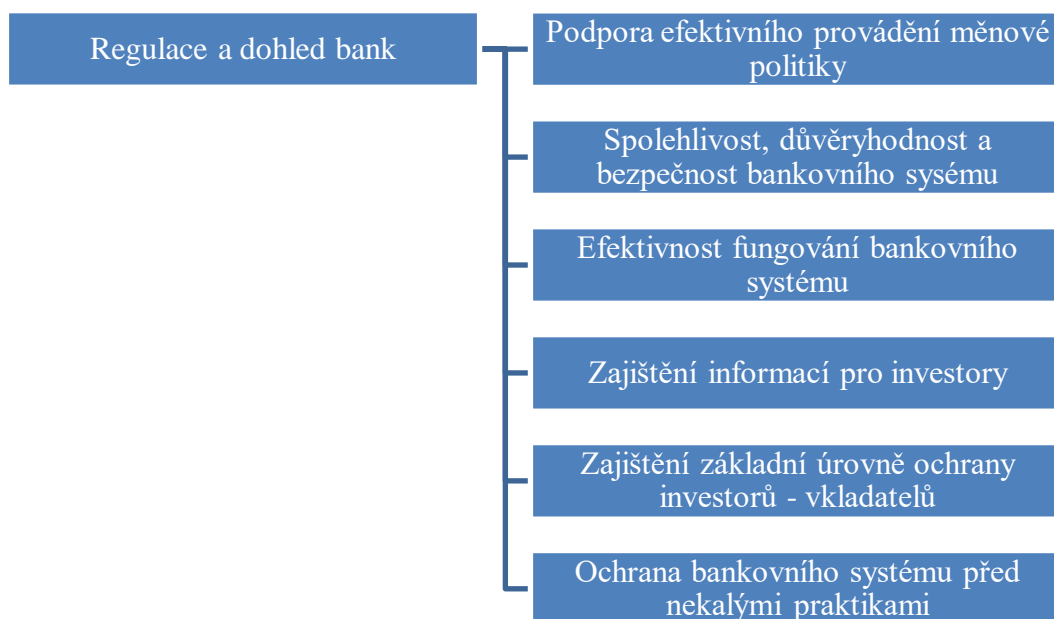 Regulace a dohled bank
Podpora efektivního provádění měnové
politiky
Spolehlivost, důvěryhodnost a
bezpečnost bankovního sysému
Efektivnost fungování bankovního
systému
Zajištění informací pro investory
Zajištění základní úrovně ochrany
investorů - vkladatelů
Ochrana bankovního systému před
nekalými praktikami